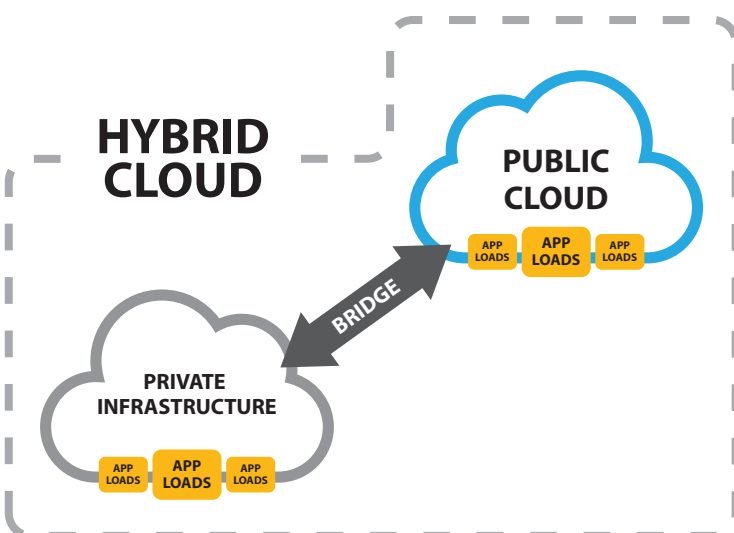 HYBRID
CLOUD
PUBLIC
CLOUD
APP
LOADS
APP
LOADS
APP
LOADS
BRIDGE
PRIVATE
INFRASTRUCTURE
APP
LOADS
APP
LOADS
APP
LOADS